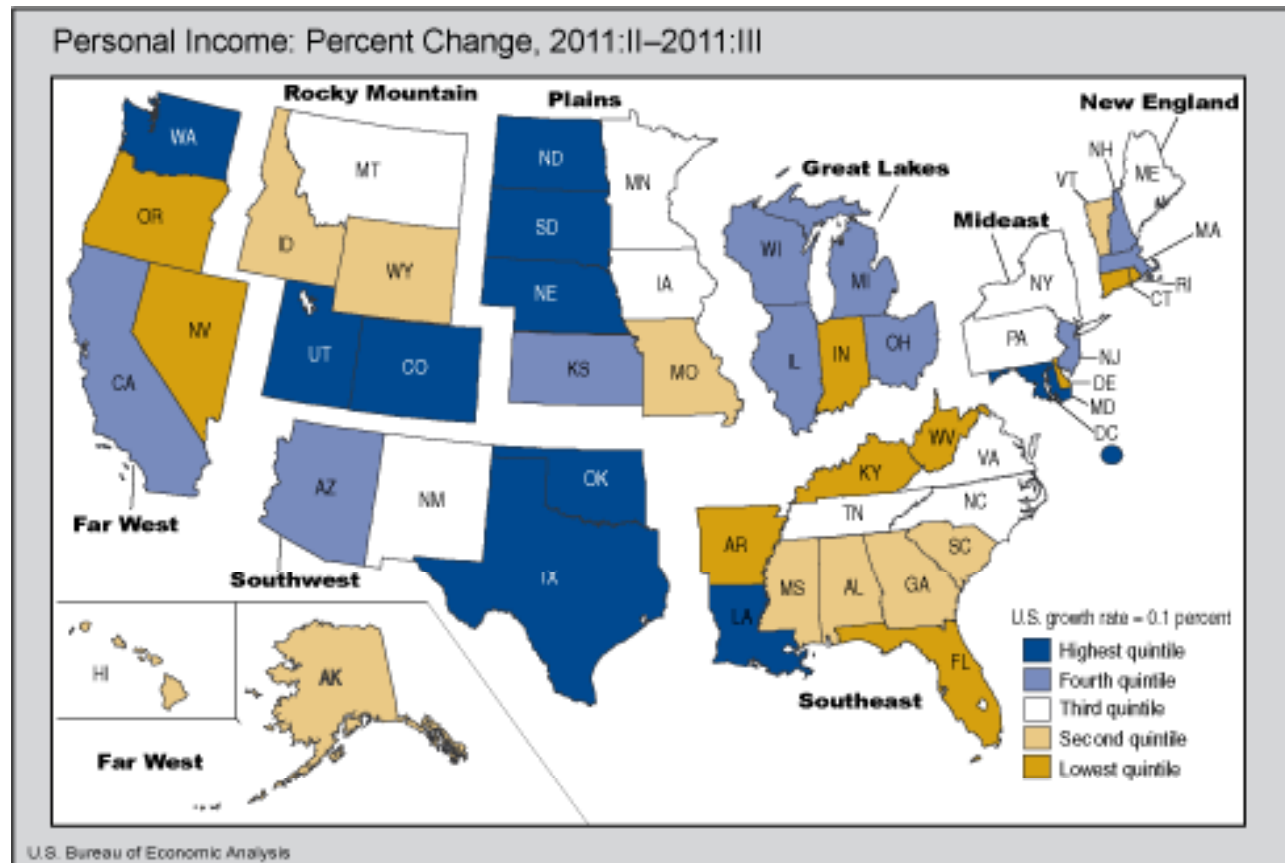 Personal Income: Percent Change, 2011:II–2011:III
Rocky Mountain
Plains
New England
Great Lakes
Mideast
WA
MT
ND
MN
NH
ME
VT
OR
ID
SD
WI
MA
WY
MI
NY
RI
CT
NE
IA
NV
UT
CO
IN
OH
PA
NJ
CA
KS
MO
IL
DE
MD
DC
WV
KY
VA
AZ
NM
OK
TN
NC
Far West
AR
SC
Southwest
TX
MS
AL
GA
LA
U.S. growth rate = 0.1 percent
Highest quintile
HI
AK
FL
Fourth quintile
Southeast
Third quintile
Second quintile
Far West
Lowest quintile
U.S. Bureau of Economic Analysis